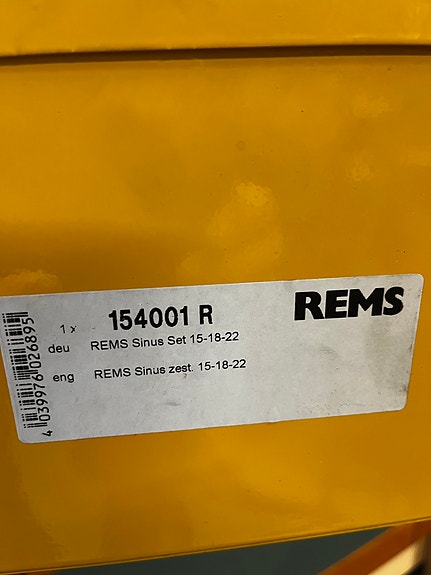 REMS
1 x 154001 R
deu REMS Sinus Set 15-18-22
eng REMS Sinus zest. 15-18-22
4 039976 026895